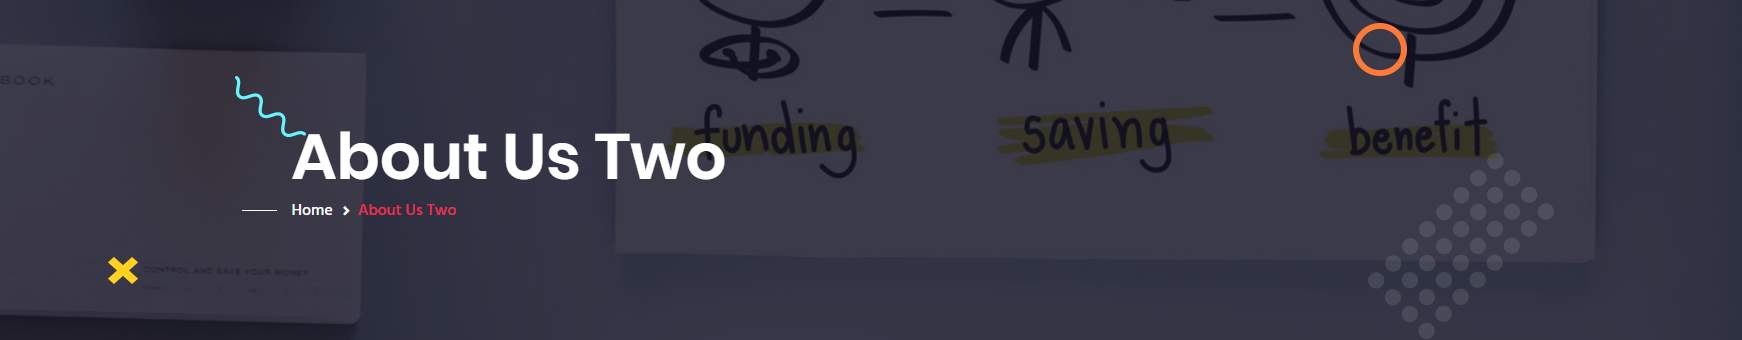 BOOK
funding saving benefit
About Us Two
Home > About Us Two
CONTROL AND SAVE YOUR MONEY